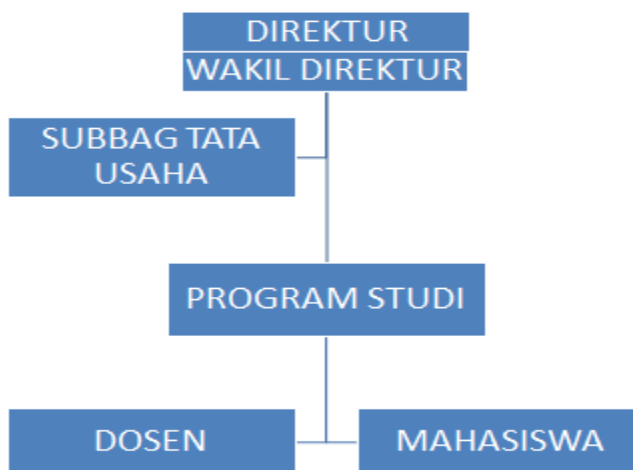 DIREKTUR
WAKIL DIREKTUR
SUBBAG TATA
USAHA
PROGRAM STUDI
DOSEN
MAHASISWA